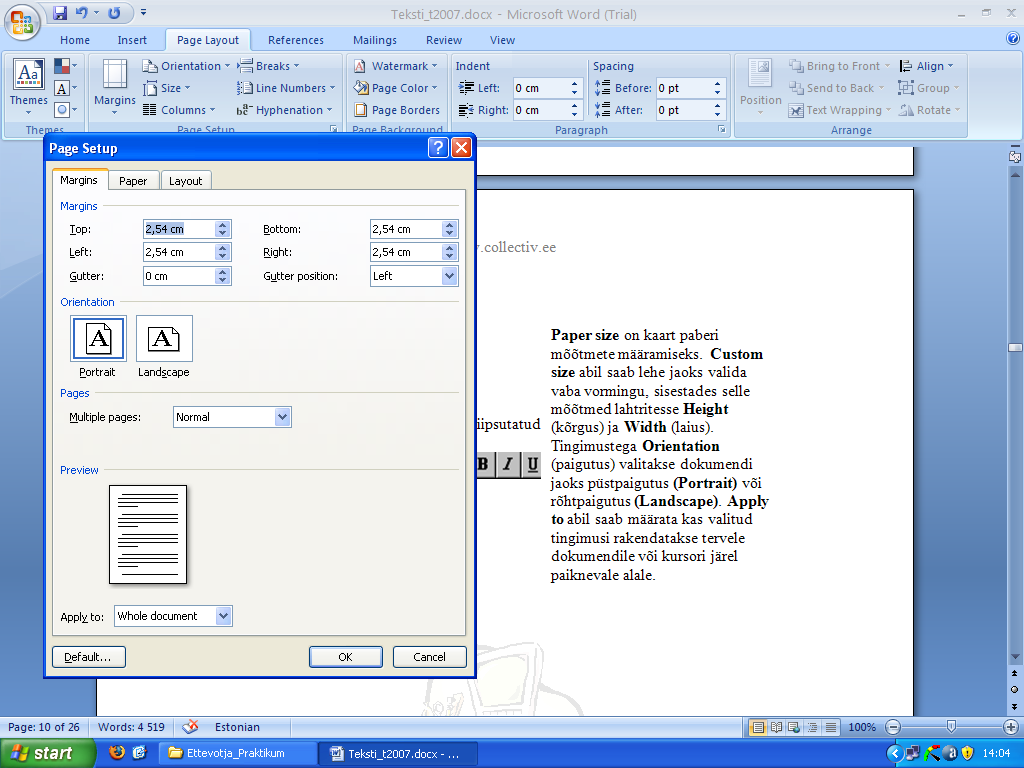 Teksti_t2007.docx - Microsoft Word (Trial)
Home Insert Page Layout References Mailings Review View
Themes
Themes
Margins
Orientation
Size
Columns
Breaks
Line Numbers
Hyphenation
Page Setup
Watermark
Page Color
Page Borders
Page Background
Indent
Left: 0 cm
Right: 0 cm
Spacing
Before: 0 pt
After: 0 pt
Paragraph
Position
Bring to Front
Send to Back
Text Wrapping
Align
Group
Rotate
Arrange
Page Setup
Margins Paper Layout
Margins
Top: 2,54 cm Bottom: 2,54 cm
Left: 2,54 cm Right: 2,54 cm
Gutter: 0 cm Gutter position: Left
Orientation
Portrait Landscape
Pages
Multiple pages: Normal
Preview
Apply to: Whole document
Default... OK Cancel
.collectiv.ee
iipsutatud
B I U
Paper size on kaart paberi
mõõtmete määramiseks. Custom
size abil saab lehe jaoks valida
vaba vormingu, sisestades selle
mõõtmed lahtritesse Height
(kõrgus) ja Width (laius).
Tingimustega Orientation
(paigutus) valitakse dokumendi
jaoks püstpaigutus (Portrait) või
rõhtpaigutus (Landscape). Apply
to abil saab määrata kas valitud
tingimusi rakendatakse tervele
dokumendile või kursori järel
paiknevale alale.
Page: 10 of 26 Words: 4 519 Estonian 100%
start Ettevotja_Praktikum Teksti_t2007.docx - ... 14:04